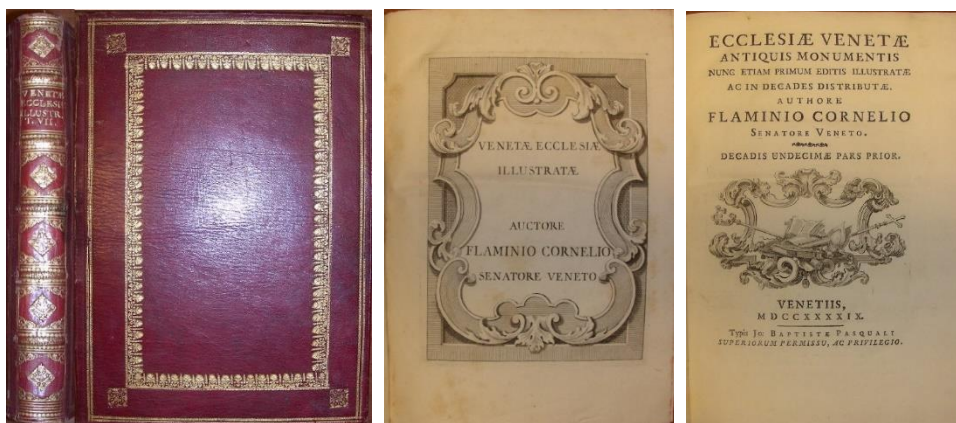 VENETÆ
ECCLESIÆ
ILLUSTR.
T. VII.
VENETÆ ECCLESIÆ
ILLUSTRATÆ
AUCTORE
FLAMINIO CORNELIO
SENATORE VENETO
ECCLESIÆ VENETÆ
ANTIQUIS MONUMENTIS
NUNC ETIAM PRIMUM EDITIS ILLUSTRATÆ
AC IN DECADES DISTRIBUTÆ.
AUTHORE
FLAMINIO CORNELIO
SENATORE VENETO.
DECADIS UNDECIMÆ PARS PRIOR.
VENETIIS,
MDCCXXXXIX.
Typis Jo: BAPTISTÆ PASQUALI
SUPERIORUM PERMISSU, AC PRIVILEGIO.